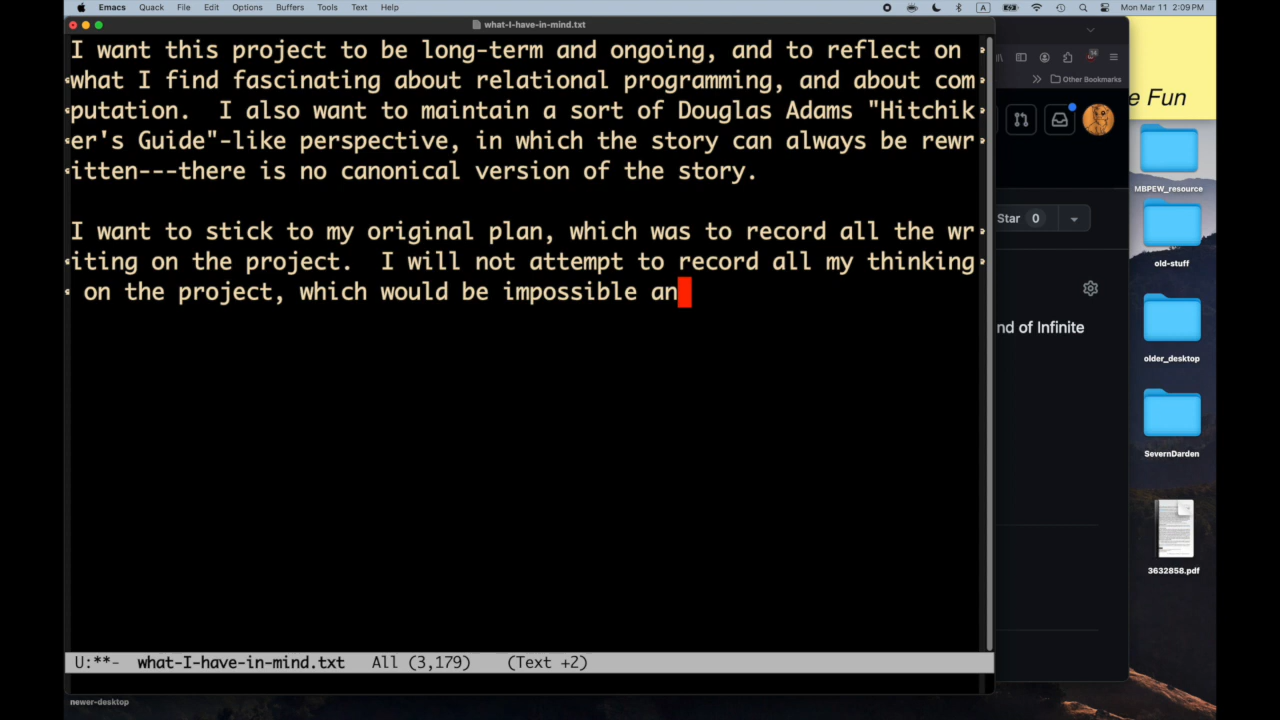 Emacs Quack File Edit Options Buffers Tools Text Help
A
Mon Mar 11 2:09 PM
what-I-have-in-mind.txt
I want this project to be long-term and ongoing, and to reflect on
what I find fascinating about relational programming, and about com
putation.  I also want to maintain a sort of Douglas Adams "Hitchik
er's Guide"-like perspective, in which the story can always be rewr
itten---there is no canonical version of the story.
I want to stick to my original plan, which was to record all the wr
iting on the project.  I will not attempt to record all my thinking
on the project, which would be impossible an
U:**- what-I-have-in-mind.txt All (3,179) (Text +2)
newer-desktop
Other Bookmarks
e Fun
Star 0
nd of Infinite
MBPEW_resource
old-stuff
older_desktop
SevernDarden
3632858.pdf